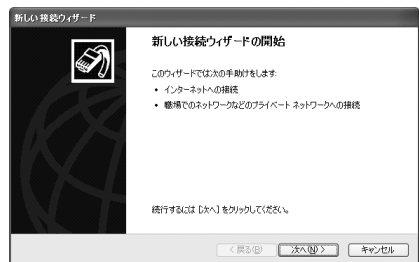 新しい接続ウィザード
新しい接続ウィザードの開始
このウィザードでは次の手助けをします:
• インターネットへの接続
• 職場でのネットワークなどのプライベート ネットワークへの接続
続行するには [次へ] をクリックしてください。
< 戻る(B)
次へ(N) >
キャンセル